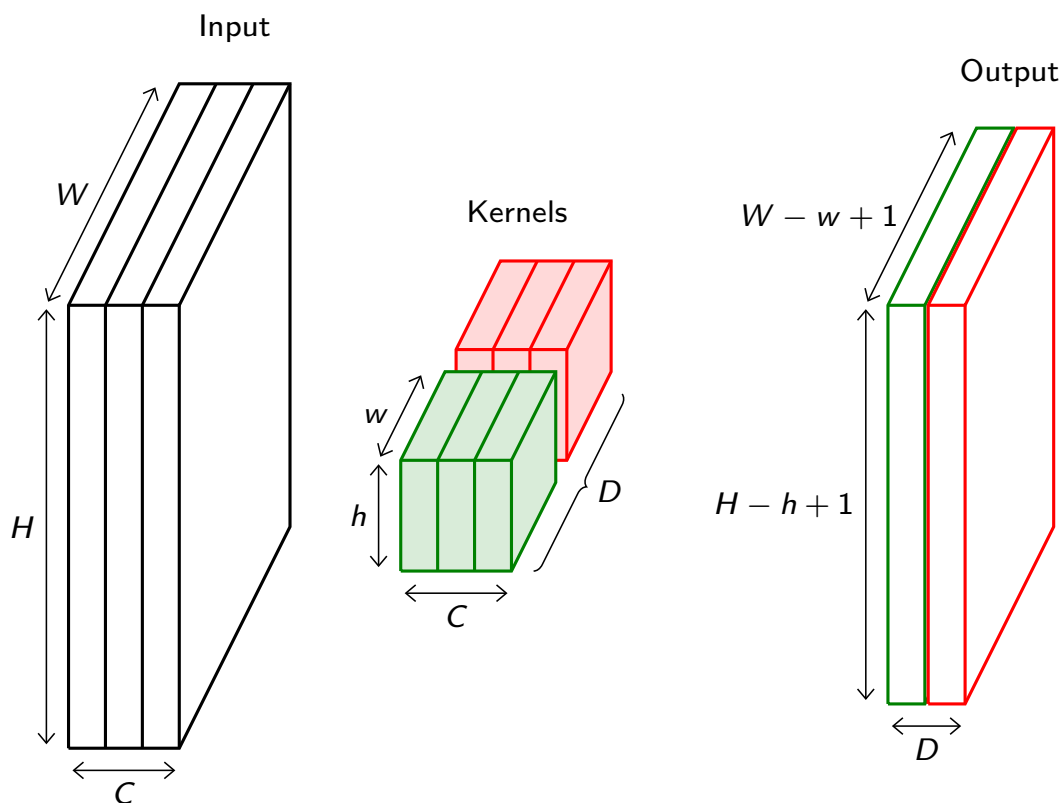 Input
W
H
C
Kernels
w
h
C
D
Output
W − w + 1
H − h + 1
D